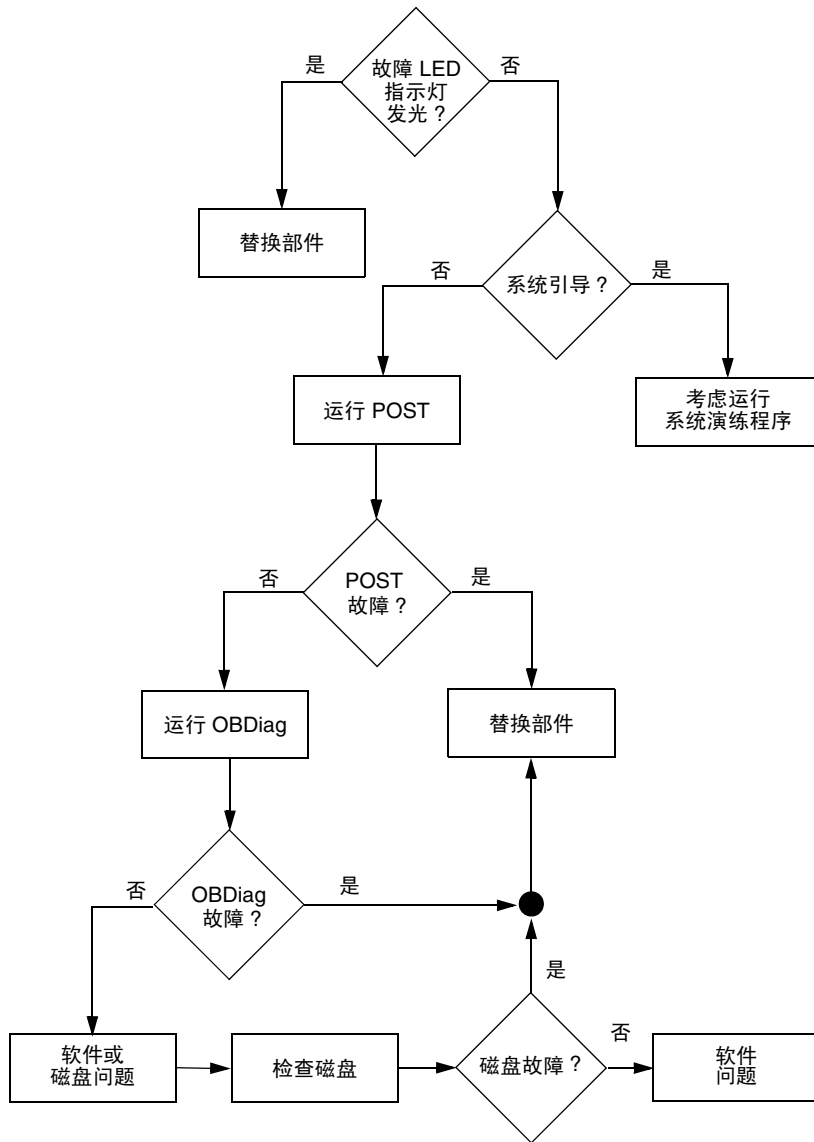 故障 LED
指示灯
发光？
是
否
替换部件
系统引导？
否
是
运行 POST
考虑运行
系统演练程序
POST
故障？
否
是
运行 OBDiag
替换部件
OBDiag
故障？
否
是
是
软件或
磁盘问题
检查磁盘
磁盘故障？
否
软件
问题